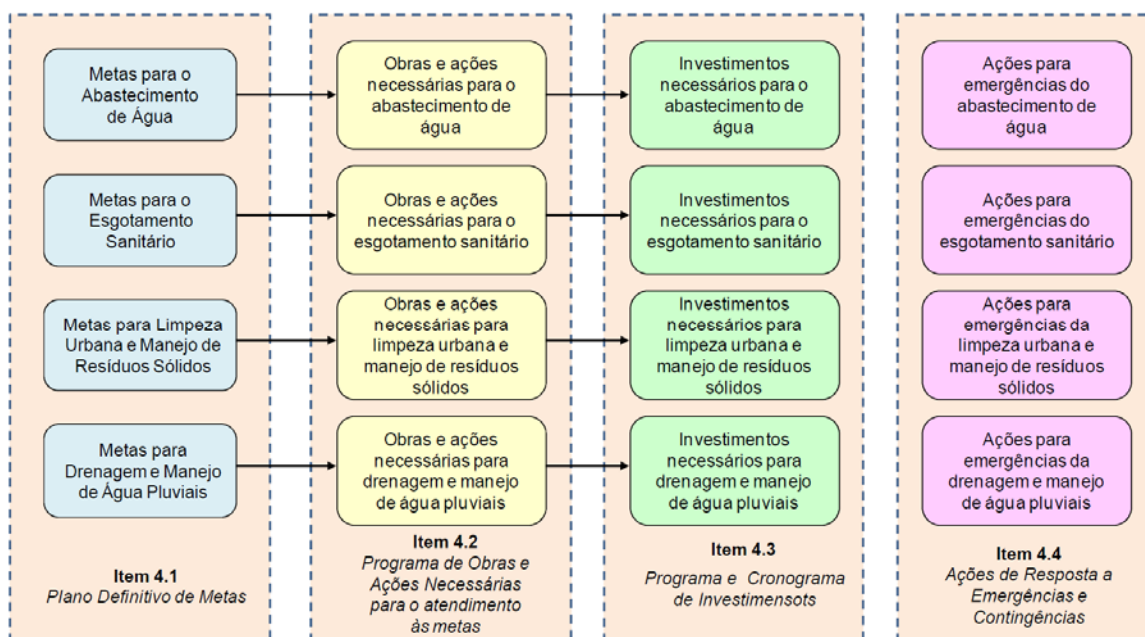 Metas para o
Abastecimento
de Água
Metas para o
Esgotamento
Sanitário
Metas para Limpeza
Urbana e Manejo de
Resíduos Sólidos
Metas para
Drenagem e Manejo
de Água Pluviais
Item 4.1
Plano Definitivo de Metas
Obras e ações
necessárias para o
abastecimento de
água
Obras e ações
necessárias para o
esgotamento sanitário
Obras e ações
necessárias para
limpeza urbana e
manejo de resíduos
sólidos
Obras e ações
necessárias para
drenagem e manejo
de água pluviais
Item 4.2
Programa de Obras e
Ações Necessárias
para o atendimento
às metas
Investimentos
necessários para o
abastecimento de
água
Investimentos
necessários para o
esgotamento sanitário
Investimentos
necessários para
limpeza urbana e
manejo de resíduos
sólidos
Investimentos
necessários para
drenagem e manejo
de água pluviais
Item 4.3
Programa e Cronograma
de Investimensots
Ações para
emergências do
abastecimento de
água
Ações para
emergências do
esgotamento sanitário
Ações para
emergências da
limpeza urbana e
manejo de resíduos
sólidos
Ações para
emergências da
drenagem e manejo
de água pluviais
Item 4.4
Ações de Resposta a
Emergências e
Contingências